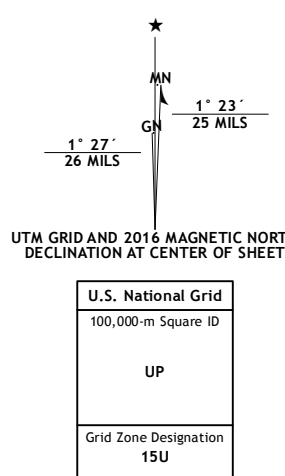 MN
1° 23´
25 MILS
GN
1° 27´
26 MILS
UTM GRID AND 2016 MAGNETIC NORT
DECLINATION AT CENTER OF SHEET
U.S. National Grid
100,000-m Square ID
UP
Grid Zone Designation
15U